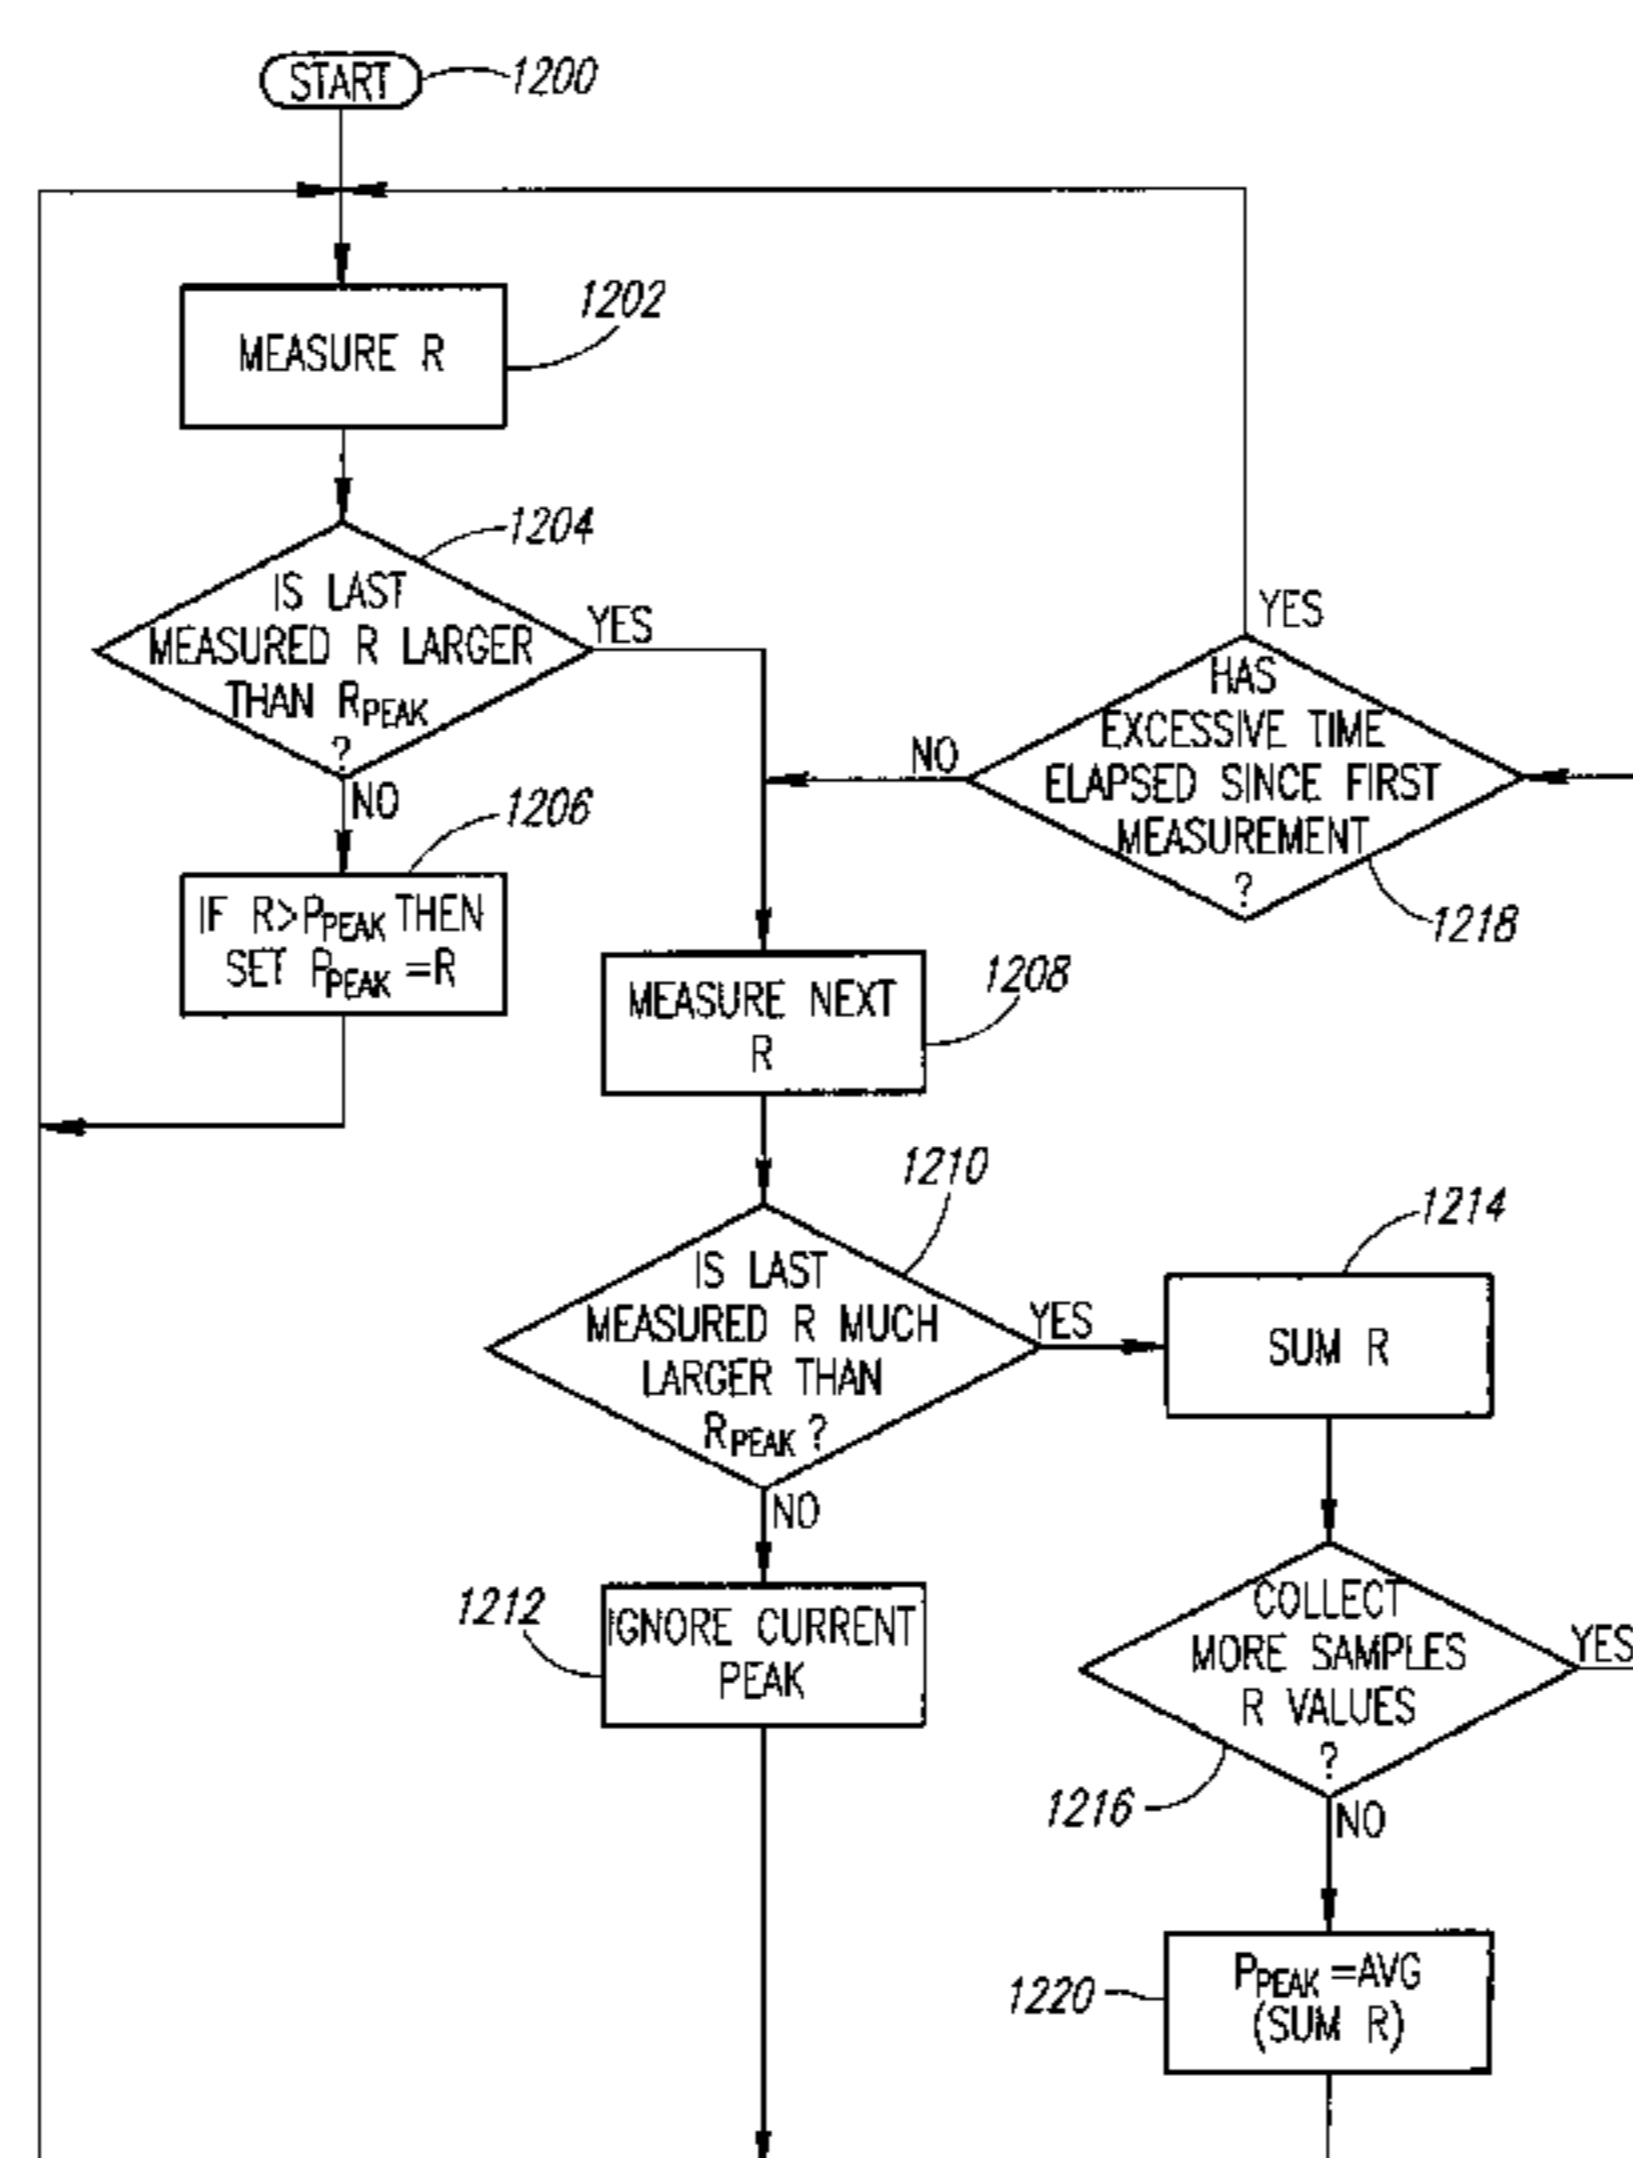 START
1200
MEASURE R
1202
1204
IS LAST
MEASURED R LARGER
THAN RPEAK
?
YES
NO
1206
IF R>PPEAK THEN
SET PPEAK =R
YES
HAS
EXCESSIVE TIME
ELAPSED SINCE FIRST
MEASUREMENT
?
NO
1218
MEASURE NEXT
R
1208
1210
IS LAST
MEASURED R MUCH
LARGER THAN
RPEAK ?
YES
NO
1214
SUM R
1212
IGNORE CURRENT
PEAK
COLLECT
MORE SAMPLES
R VALUES
?
YES
1216
NO
1220
PPEAK =AVG
(SUM R)